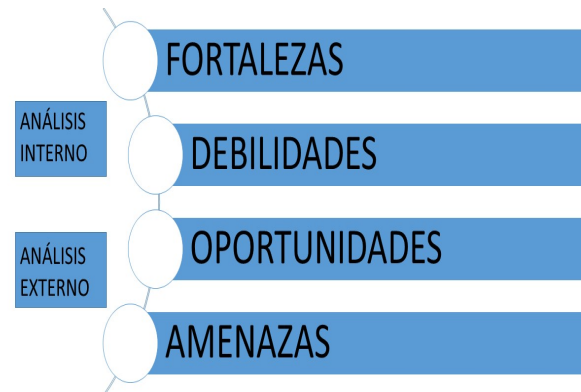 FORTALEZAS
ANÁLISIS
INTERNO
DEBILIDADES
OPORTUNIDADES
ANÁLISIS
EXTERNO
AMENAZAS